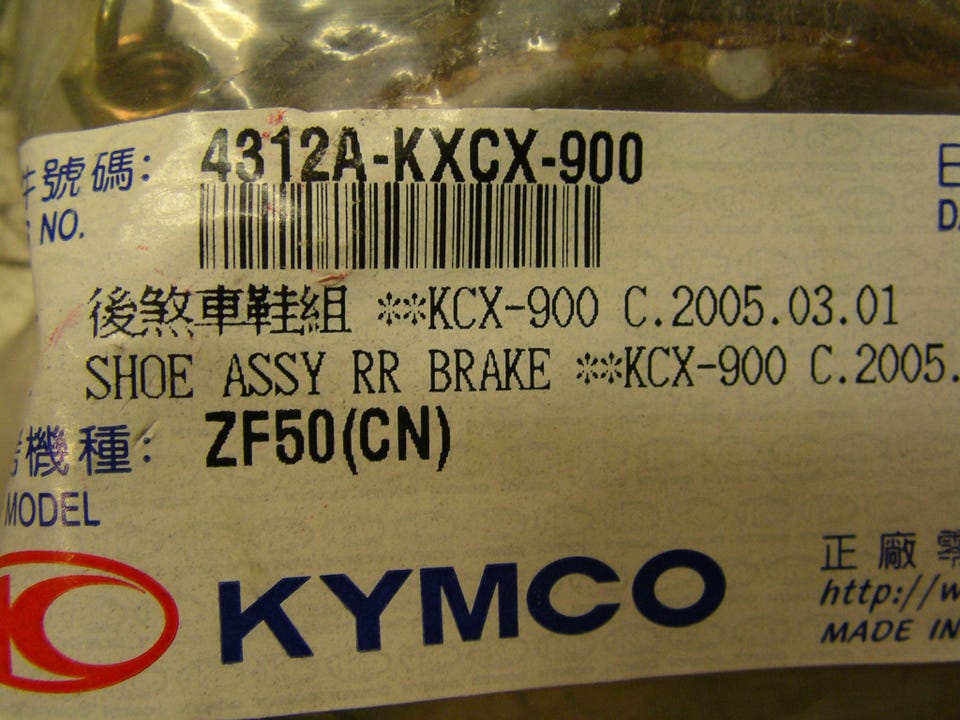 號碼: 4312A-KXCX-900
NO.
後煞車鞋組 **KCX-900 C.2005.03.01
SHOE ASSY RR BRAKE **KCX-900 C.2005.
機種: ZF50(CN)
MODEL
KYMCO
正廠
http://w
MADE IN